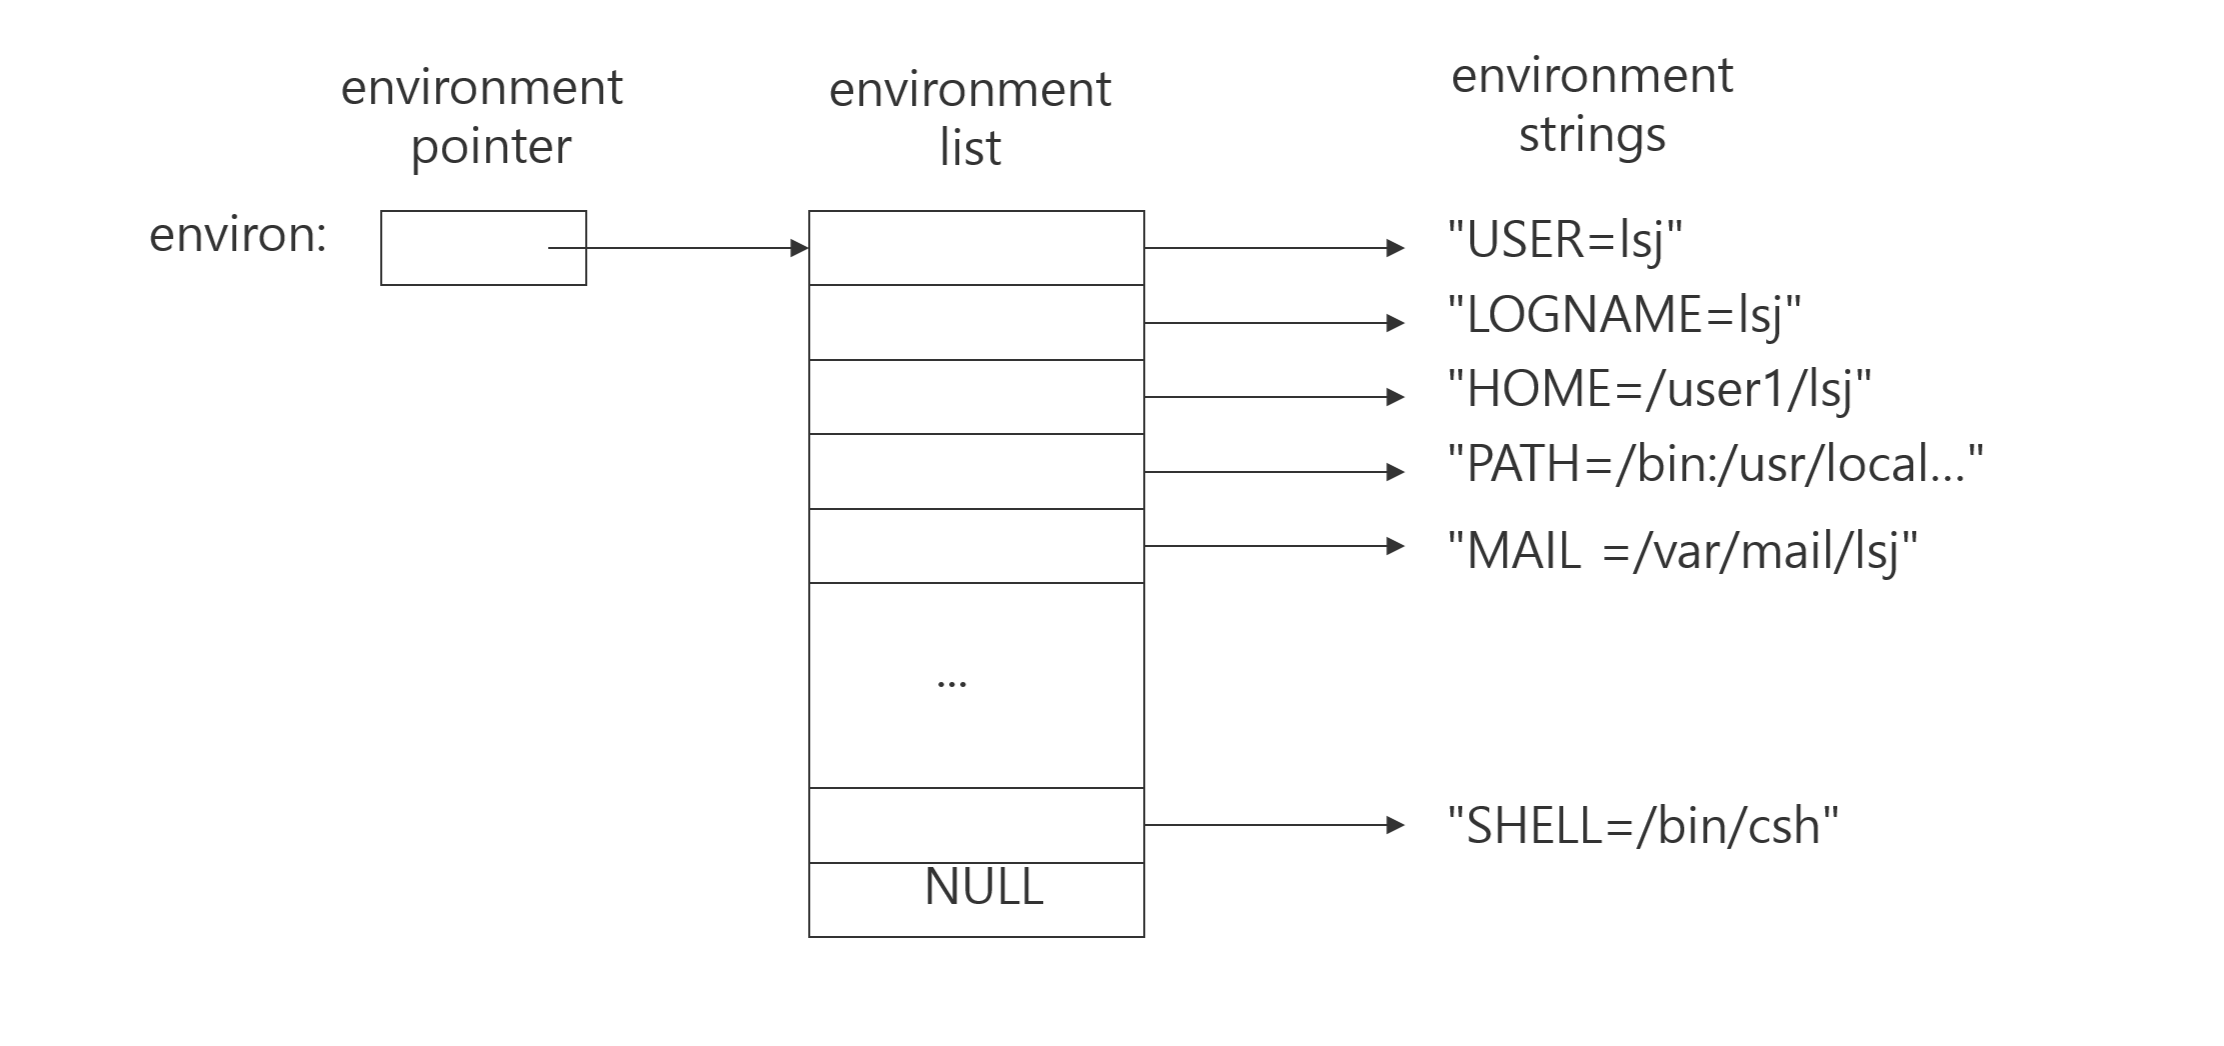 environment
pointer
environment
list
environment
strings
environ:
"USER=lsj"
"LOGNAME=lsj"
"HOME=/user1/lsj"
"PATH=/bin:/usr/local..."
"MAIL =/var/mail/lsj"
...
"SHELL=/bin/csh"
NULL